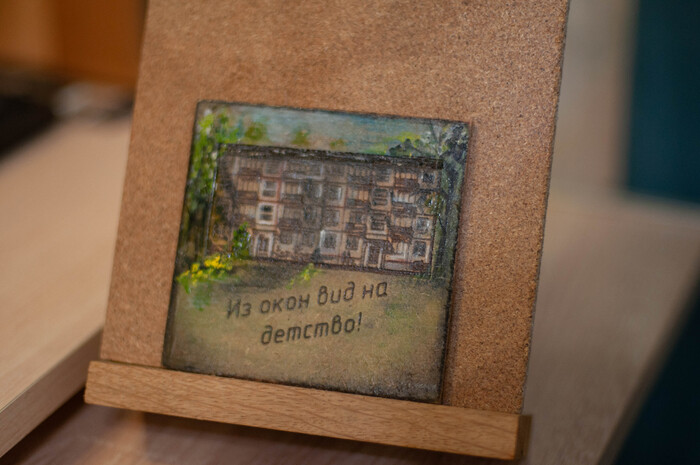 Из окон вид на
детство!